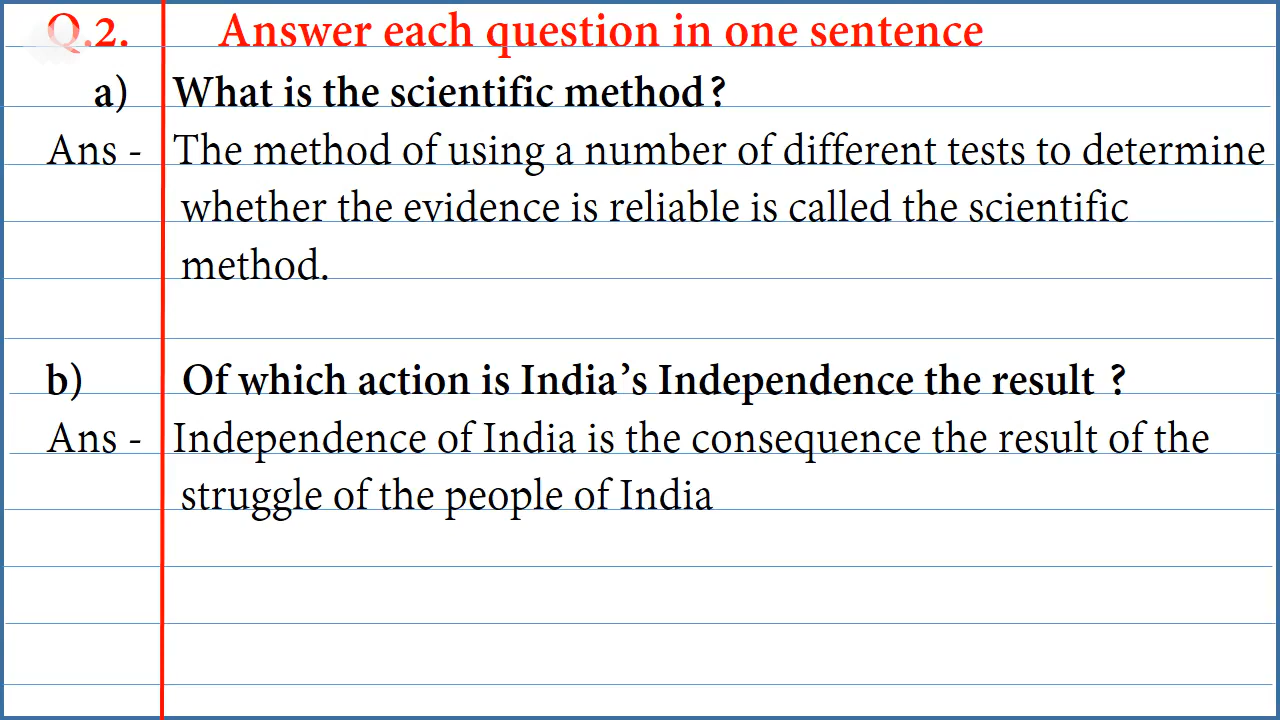 Q.2. Answer each question in one sentence
a) What is the scientific method?
Ans - The method of using a number of different tests to determine
whether the evidence is reliable is called the scientific
method.
b) Of which action is India’s Independence the result ?
Ans - Independence of India is the consequence the result of the
struggle of the people of India